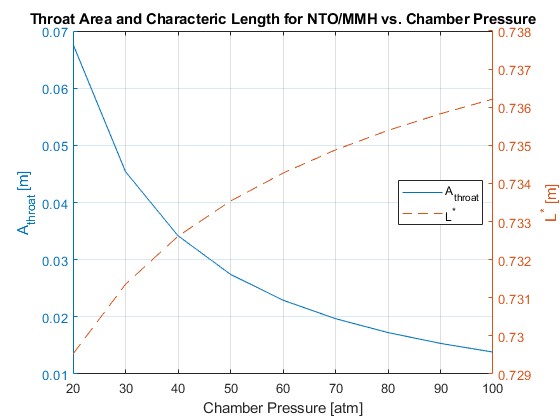 Throat Area and Characteric Length for NTO/MMH vs. Chamber Pressure
0.07
0.06
0.05
0.04
0.03
0.02
0.01
A_throat [m]
0.738
0.737
0.736
0.735
0.734
0.733
0.732
0.731
0.73
0.729
L^* [m]
A_throat
L^*
20 30 40 50 60 70 80 90 100
Chamber Pressure [atm]